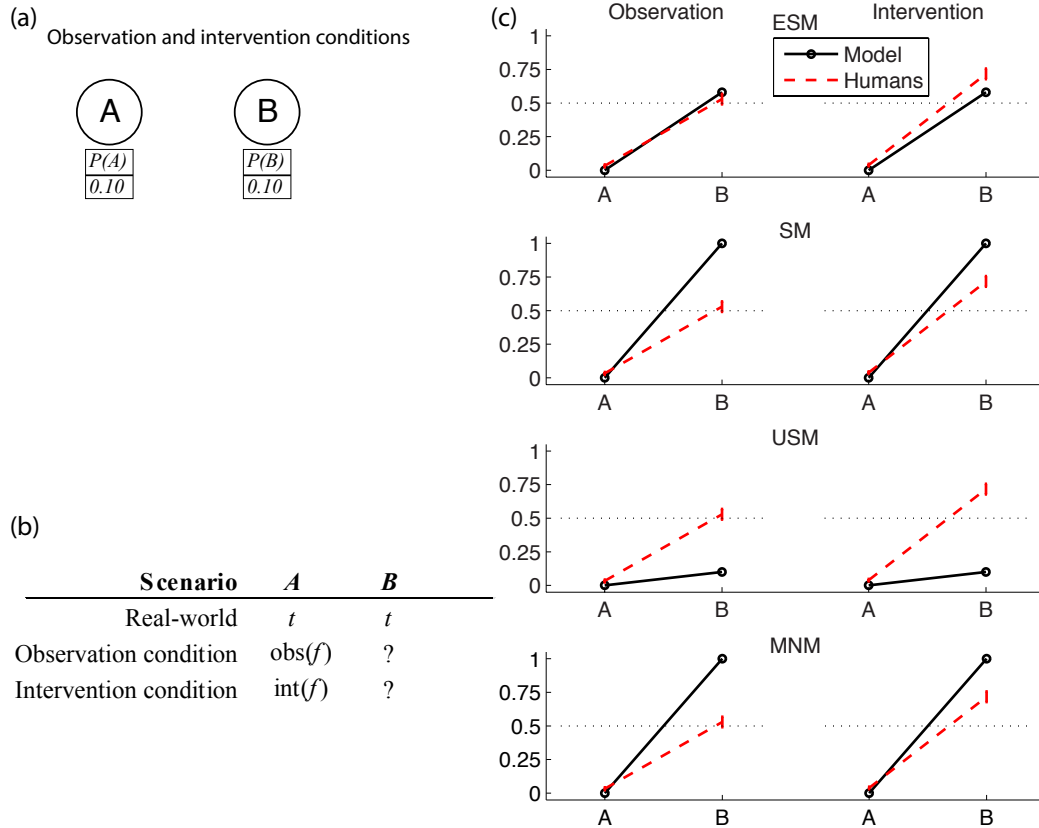 (a)
Observation and intervention conditions
A B
P(A) P(B)
0.10 0.10
(b)
Scenario A B
Real-world t t
Observation condition obs(f) ?
Intervention condition int(f) ?
(c)
Observation Intervention
ESM
Model
Humans
1
0.75
0.5
0.25
0
A B A B
SM
1
0.75
0.5
0.25
0
A B A B
USM
1
0.75
0.5
0.25
0
A B A B
MNM
1
0.75
0.5
0.25
0
A B A B